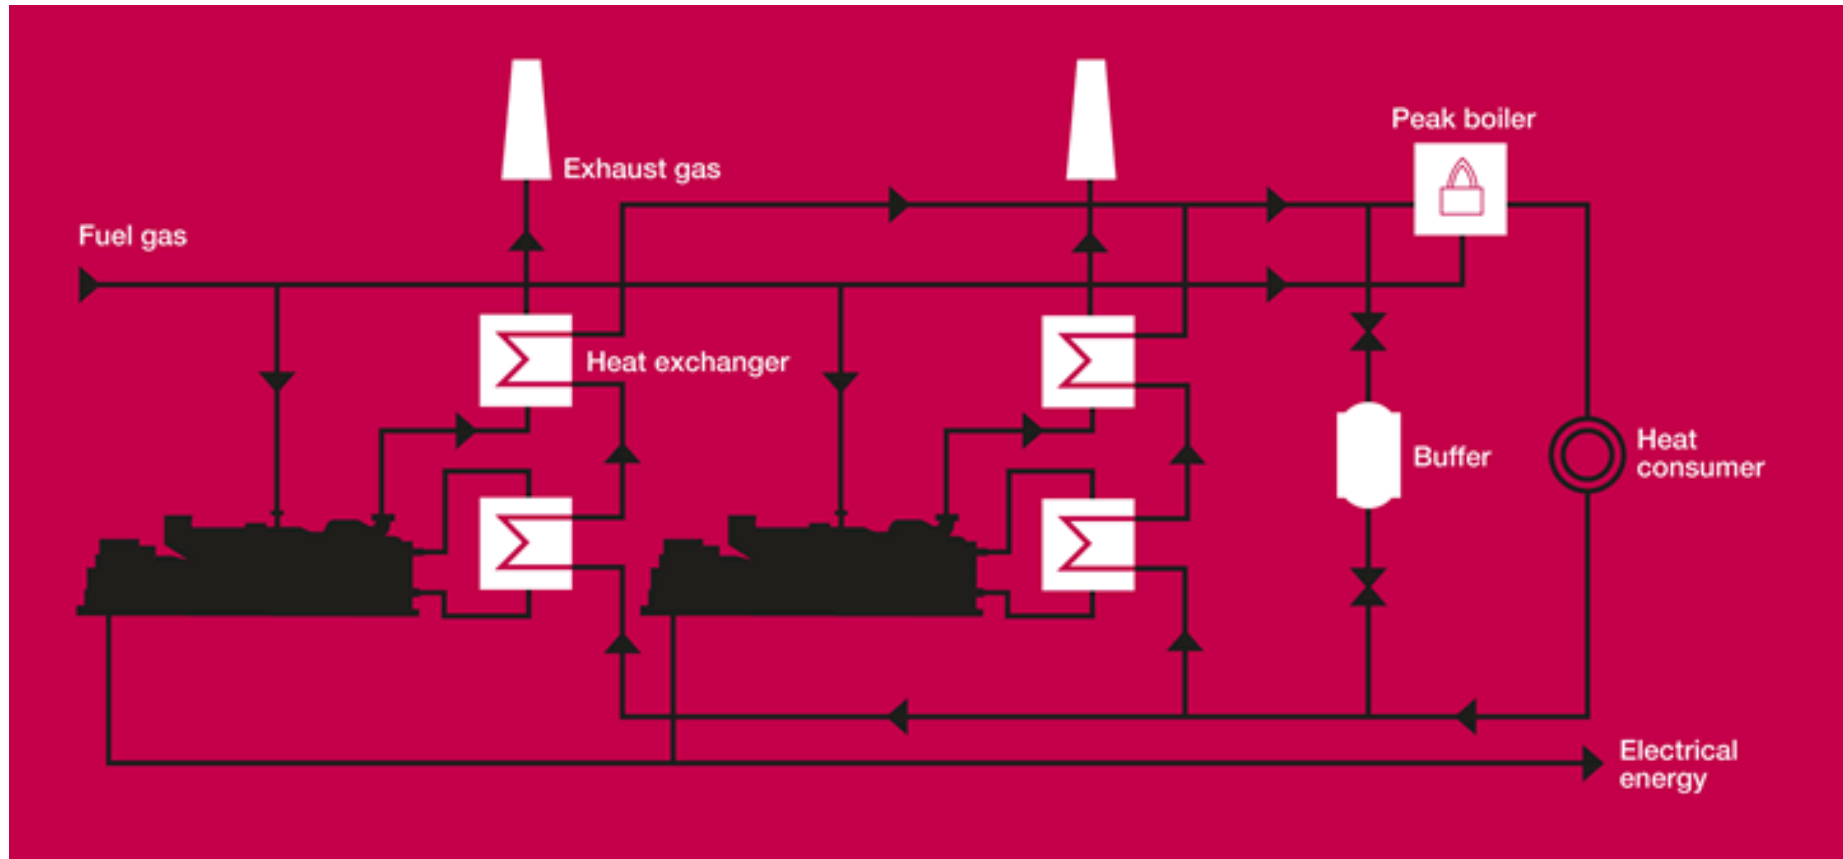 Peak boiler
Exhaust gas
Fuel gas
Heat exchanger
Heat
consumer
Buffer
Electrical
energy